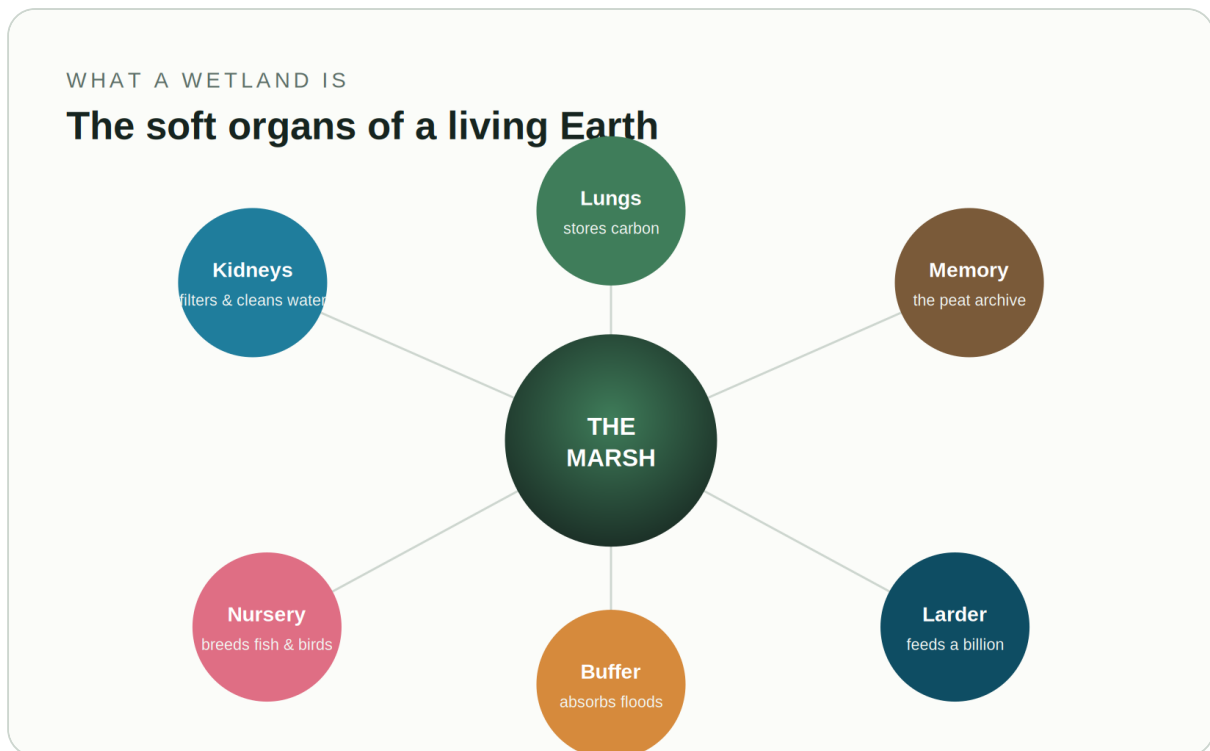 WHAT A WETLAND IS
The soft organs of a living Earth
Lungs
stores carbon
Kidneys
filters & cleans water
Memory
the peat archive
THE
MARSH
Nursery
breeds fish & birds
Larder
feeds a billion
Buffer
absorbs floods